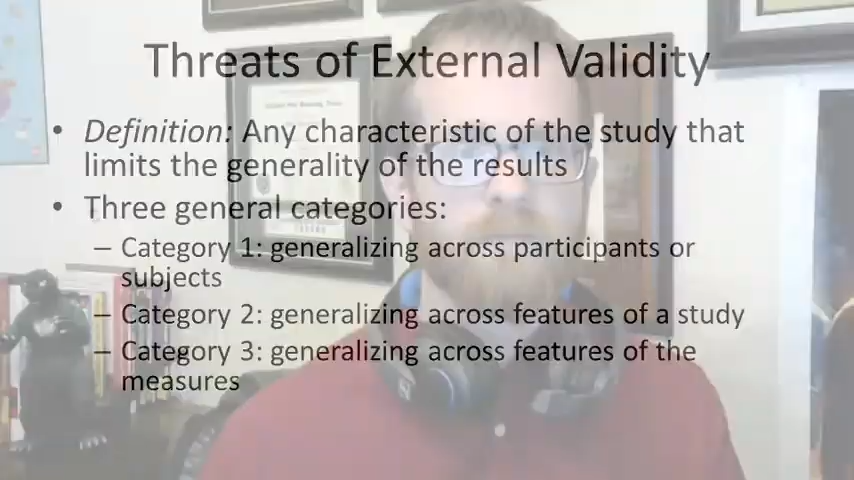 Threats of External Validity
• Definition: Any characteristic of the study that
limits the generality of the results
• Three general categories:
– Category 1: generalizing across participants or
subjects
– Category 2: generalizing across features of a study
– Category 3: generalizing across features of the
measures